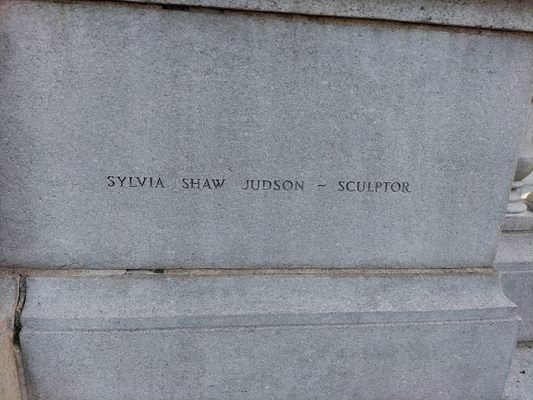 SYLVIA SHAW JUDSON - SCULPTOR